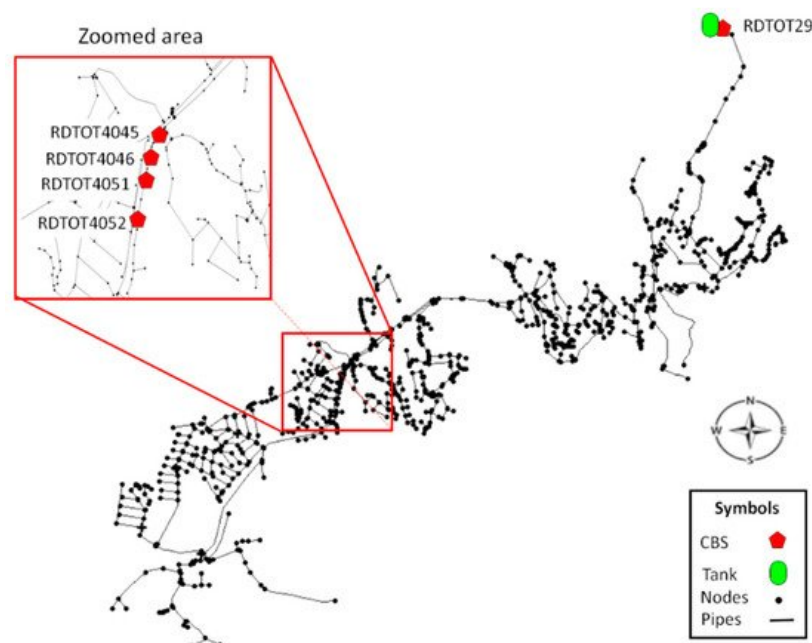 Zoomed area
RDTOT29
RDTOT4045
RDTOT4046
RDTOT4051
RDTOT4052
N
W E
S
Symbols
CBS
Tank
Nodes
Pipes